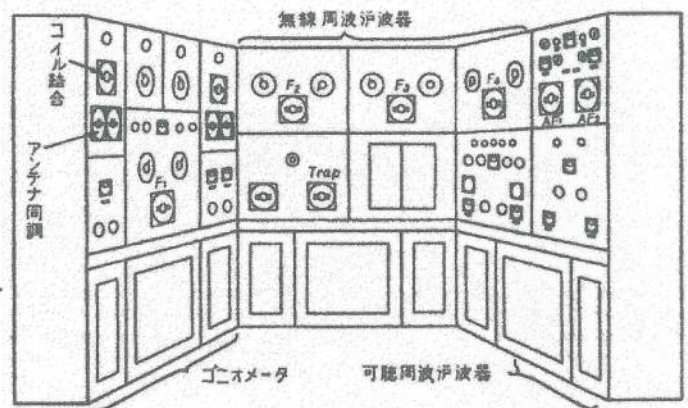 無線周波沪波器
コイル結合
アンテナ同調
F1
F2
F3
F4
AF1 AF2
Trap
ゴニオメータ
可聴周波沪波器